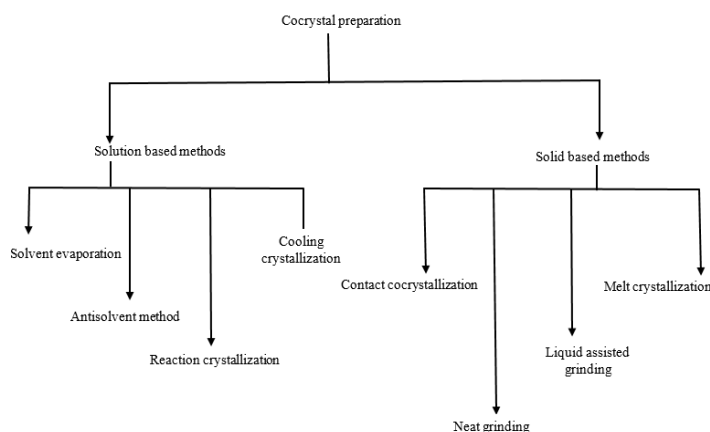 Cocrystal preparation
Solution based methods
Solid based methods
Solvent evaporation
Cooling
crystallization
Contact cocrystallization
Melt crystallization
Antisolvent method
Reaction crystallization
Liquid assisted
grinding
Neat grinding